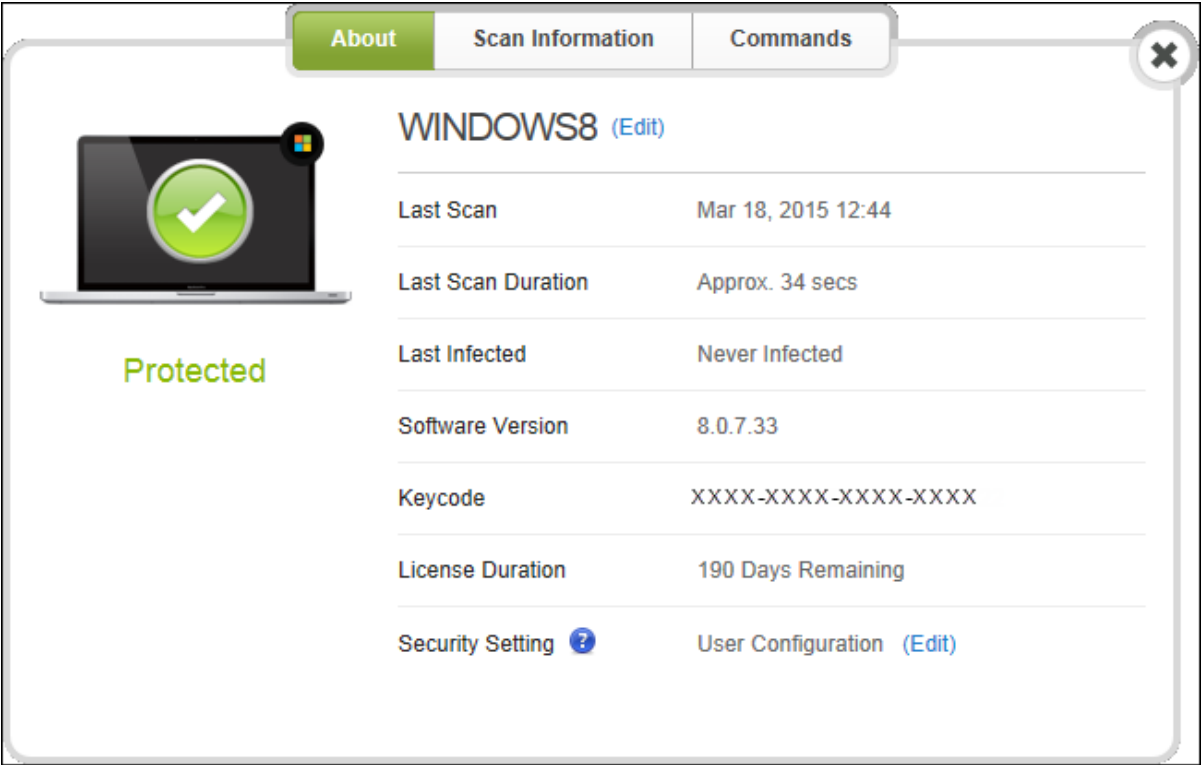 About Scan Information Commands
WINDOWS8 (Edit)
Last Scan Mar 18, 2015 12:44
Last Scan Duration Approx. 34 secs
Last Infected Never Infected
Protected
Software Version 8.0.7.33
Keycode XXXX-XXXX-XXXX-XXXX
License Duration 190 Days Remaining
Security Setting ? User Configuration (Edit)